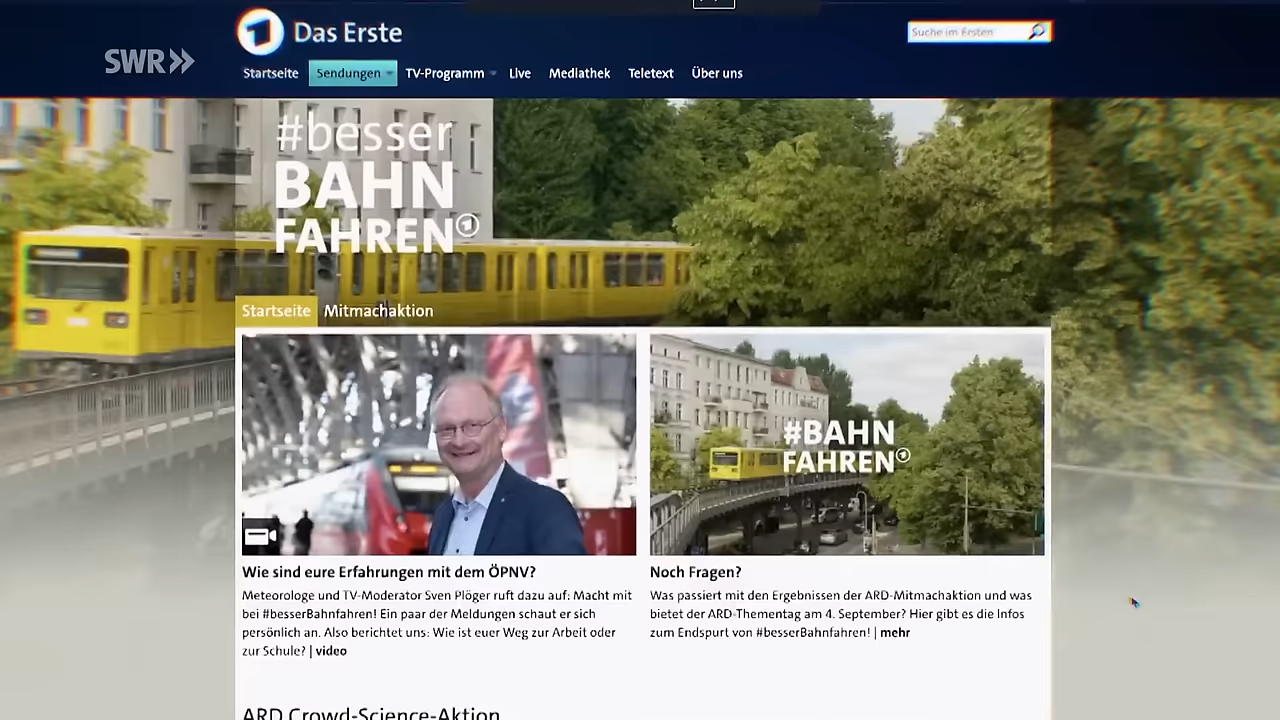 Das Erste
Suche im Ersten
SWR
Startseite Sendungen TV-Programm Live Mediathek Teletext Über uns
#besser
BAHN
FAHREN
Startseite Mitmachaktion
#BAHN
FAHREN
Wie sind eure Erfahrungen mit dem ÖPNV?
Meteorologe und TV-Moderator Sven Plöger ruft dazu auf: Macht mit
bei #besserBahnfahren! Ein paar der Meldungen schaut er sich
persönlich an. Also berichtet uns: Wie ist euer Weg zur Arbeit oder
zur Schule? | video
Noch Fragen?
Was passiert mit den Ergebnissen der ARD-Mitmachaktion und was
bietet der ARD-Thementag am 4. September? Hier gibt es die Infos
zum Endspurt von #besserBahnfahren! | mehr
ARD Crowd-Science-Aktion